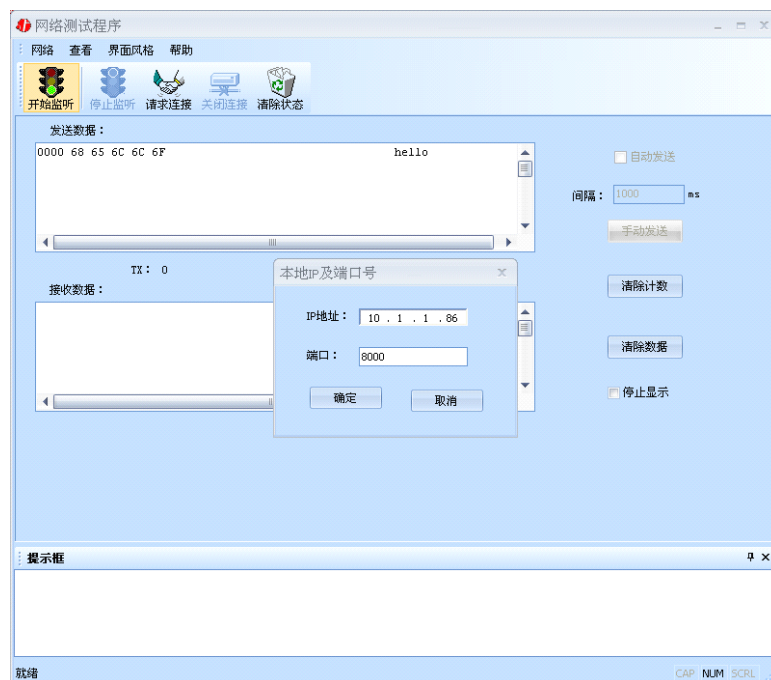 网络测试程序
网络 查看 界面风格 帮助
开始监听 停止监听 请求连接 关闭连接 清除状态
发送数据：
0000 68 65 6C 6C 6F hello
自动发送
间隔： 1000 ms
手动发送
TX： 0
接收数据：
清除计数
本地IP及端口号
IP地址： 10 . 1 . 1 . 86
端口： 8000
确定 取消
清除数据
停止显示
提示框
就绪
CAP NUM SCRL